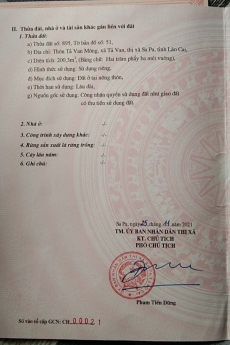 II. Thửa đất, nhà ở và tài sản khác gắn liền với đất
1. Thửa đất:
a) Thửa đất số: 895, Tờ bản đồ số: 51,
b) Địa chỉ: Thôn Tả Van Mông, xã Tả Van, thị xã Sa Pa, tỉnh Lào Cai,
c) Diện tích: 200,3m², (Bằng chữ: Hai trăm phẩy ba mét vuông),
d) Hình thức sử dụng: Sử dụng riêng,
đ) Mục đích sử dụng: Đất ở tại nông thôn,
e) Thời hạn sử dụng: Lâu dài,
g) Nguồn gốc sử dụng: Công nhận quyền sử dụng đất như giao đất
có thu tiền sử dụng đất.
2. Nhà ở:
3. Công trình xây dựng khác:
4. Rừng sản xuất là rừng trồng:
5. Cây lâu năm:
6. Ghi chú:
Sa Pa, ngày 25 tháng 11 năm 2021
TM. ỦY BAN NHÂN DÂN THỊ XÃ
KT. CHỦ TỊCH
PHÓ CHỦ TỊCH
Phạm Tiến Dũng
Số vào sổ cấp GCN: CH 00021